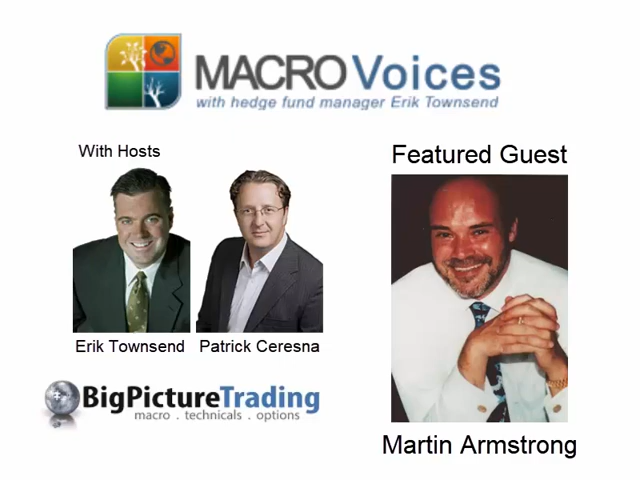 MACRO Voices
with hedge fund manager Erik Townsend
With Hosts
Featured Guest
Erik Townsend
Patrick Ceresna
BigPictureTrading
macro . technicals . options
Martin Armstrong